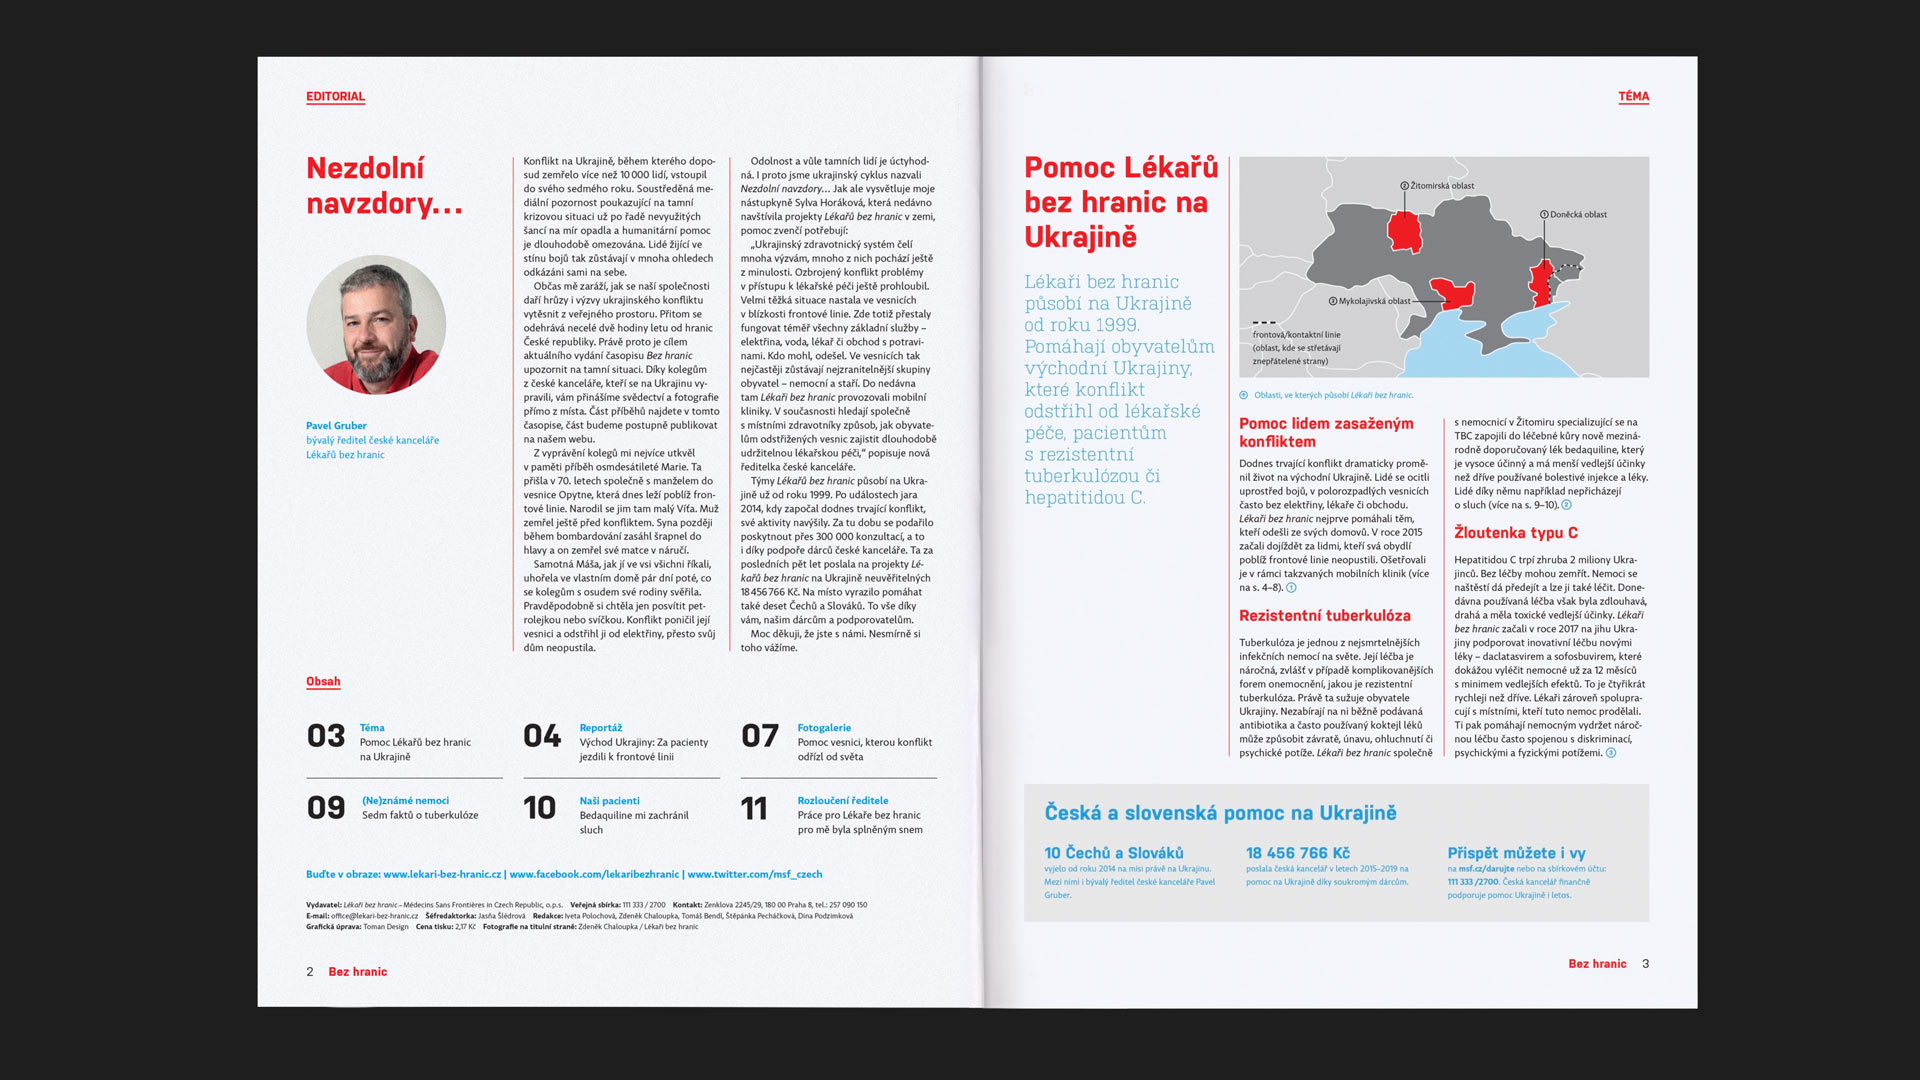 EDITORIAL
Nezdolní
navzdory…
Pavel Gruber
bývalý ředitel české kanceláře
Lékařů bez hranic
Konflikt na Ukrajině, během kterého dopo-
sud zemřelo více než 10 000 lidí, vstoupil
do svého sedmého roku. Soustředěná me-
diální pozornost poukazující na tamní
krizovou situaci už po řadě nevyužitých
šancí na mír opadla a humanitární pomoc
je dlouhodobě omezována. Lidé žijící ve
stínu bojů tak zůstávají v mnoha ohledech
odkázáni sami na sebe.
Občas mě zaráží, jak se naší společnosti
daří hrůzy i výzvy ukrajinského konfliktu
vytěsnit z veřejného prostoru. Přitom se
odehrává necelé dvě hodiny letu od hranic
České republiky. Právě proto je cílem
aktuálního vydání časopisu Bez hranic
upozornit na tamní situaci. Díky kolegům
z české kanceláře, kteří se na Ukrajinu vy-
pravili, vám přinášíme svědectví a fotografie
přímo z místa. Část příběhů najdete v tomto
časopise, část budeme postupně publikovat
na našem webu.
Z vyprávění kolegů mi nejvíce utkvěl
v paměti příběh osmdesátileté Marie. Ta
přišla v 70. letech společně s manželem do
vesnice Opytne, která dnes leží poblíž fron-
tové linie. Narodil se jim tam malý Víťa. Muž
zemřel ještě před konfliktem. Syna později
během bombardování zasáhl šrapnel do
hlavy a on zemřel své matce v náručí.
Samotná Máša, jak jí ve vsi všichni říkali,
uhořela ve vlastním domě pár dní poté, co
se kolegům s osudem své rodiny svěřila.
Pravděpodobně si chtěla jen posvítit pet-
rolejkou nebo svíčkou. Konflikt poničil její
vesnici a odstřihl ji od elektřiny, přesto svůj
dům neopustila.
Odolnost a vůle tamních lidí je úctyhod-
ná. I proto jsme ukrajinský cyklus nazvali
Nezdolní navzdory… Jak ale vysvětluje moje
nástupkyně Sylva Horáková, která nedávno
navštívila projekty Lékařů bez hranic v zemi,
pomoc zvenčí potřebují:
„Ukrajinský zdravotnický systém čelí
mnoha výzvám, mnoho z nich pochází ještě
z minulosti. Ozbrojený konflikt problémy
v přístupu k lékařské péči ještě prohloubil.
Velmi těžká situace nastala ve vesnicích
v blízkosti frontové linie. Zde totiž přestaly
fungovat téměř všechny základní služby –
elektřina, voda, lékař či obchod s potravi-
nami. Kdo mohl, odešel. Ve vesnicích tak
nejčastěji zůstávají nejzranitelnější skupiny
obyvatel – nemocní a staří. Do nedávna
tam Lékaři bez hranic provozovali mobilní
kliniky. V současnosti hledají společně
s místními zdravotníky způsob, jak obyvate-
lům odstřižených vesnic zajistit dlouhodobě
udržitelnou lékařskou péči,“ popisuje nová
ředitelka české kanceláře.
Týmy Lékařů bez hranic působí na Ukra-
jině už od roku 1999. Po událostech jara
2014, kdy započal dodnes trvající konflikt,
své aktivity navýšily. Za tu dobu se podařilo
poskytnout přes 300 000 konzultací, a to
i díky podpoře dárců české kanceláře. Ta za
posledních pět let poslala na projekty Lé-
kařů bez hranic na Ukrajině neuvěřitelných
18 456 766 Kč. Na místo vyrazilo pomáhat
také deset Čechů a Slováků. To vše díky
vám, našim dárcům a podporovatelům.
Moc děkuji, že jste s námi. Nesmírně si
toho vážíme.
Obsah
03 Téma
Pomoc Lékařů bez hranic
na Ukrajině
04 Reportáž
Východ Ukrajiny: Za pacienty
jezdili k frontové linii
07 Fotogalerie
Pomoc vesnici, kterou konflikt
odřízl od světa
09 (Ne)známé nemoci
Sedm faktů o tuberkulóze
10 Naši pacienti
Bedaquiline mi zachránil
sluch
11 Rozloučení ředitele
Práce pro Lékaře bez hranic
pro mě byla splněným snem
Buďte v obraze: www.lekari-bez-hranic.cz | www.facebook.com/lekaribezhranic | www.twitter.com/msf_czech
Vydavatel: Lékaři bez hranic – Médecins Sans Frontières in Czech Republic, o.p.s. Veřejná sbírka: 111 333 / 2700 Kontakt: Zenklova 2245/29, 180 00 Praha 8, tel.: 257 090 150
E-mail: office@lekari-bez-hranic.cz Šéfredaktorka: Jasňa Šlédrová Redakce: Iveta Polochová, Zdeněk Chaloupka, Tomáš Bendl, Štěpánka Pecháčková, Dina Podzimková
Grafická úprava: Toman Design Cena tisku: 2,17 Kč Fotografie na titulní straně: Zdeněk Chaloupka / Lékaři bez hranic
2 Bez hranic
TÉMA
Pomoc Lékařů
bez hranic na
Ukrajině
Lékaři bez hranic
působí na Ukrajině
od roku 1999.
Pomáhají obyvatelům
východní Ukrajiny,
které konflikt
odstřihl od lékařské
péče, pacientům
s rezistentní
tuberkulózou či
hepatitidou C.
2 Žitomirská oblast
1 Doněcká oblast
3 Mykolajivská oblast
frontová/kontaktní linie
(oblast, kde se střetávají
znepřátelené strany)
Oblasti, ve kterých působí Lékaři bez hranic.
Pomoc lidem zasaženým
konfliktem
Dodnes trvající konflikt dramaticky promě-
nil život na východní Ukrajině. Lidé se ocitli
uprostřed bojů, v polorozpadlých vesnicích
často bez elektřiny, lékaře či obchodu.
Lékaři bez hranic nejprve pomáhali těm,
kteří odešli ze svých domovů. V roce 2015
začali dojíždět za lidmi, kteří svá obydlí
poblíž frontové linie neopustili. Ošetřovali
je v rámci takzvaných mobilních klinik (více
na s. 4–8). 1
Rezistentní tuberkulóza
Tuberkulóza je jednou z nejsmrtelnějších
infekčních nemocí na světe. Její léčba je
náročná, zvlášť v případě komplikovanějších
forem onemocnění, jakou je rezistentní
tuberkulóza. Právě ta sužuje obyvatele
Ukrajiny. Nezabírají na ni běžně podávaná
antibiotika a často používaný koktejl léků
může způsobit závratě, únavu, ohluchnutí či
psychické potíže. Lékaři bez hranic společně
s nemocnicí v Žitomiru specializující se na
TBC zapojili do léčebné kúry nově meziná-
rodně doporučovaný lék bedaquiline, který
je vysoce účinný a má menší vedlejší účinky
než dříve používané bolestivé injekce a léky.
Lidé díky němu například nepřicházejí
o sluch (více na s. 9–10). 2
Žloutenka typu C
Hepatitidou C trpí zhruba 2 miliony Ukra-
jinců. Bez léčby mohou zemřít. Nemoci se
naštěstí dá předejít a lze ji také léčit. Done-
dávna používaná léčba však byla zdlouhavá,
drahá a měla toxické vedlejší účinky. Lékaři
bez hranic začali v roce 2017 na jihu Ukra-
jiny podporovat inovativní léčbu novými
léky – daclatasvirem a sofosbuvirem, které
dokážou vyléčit nemocné už za 12 měsíců
s minimem vedlejších efektů. To je čtyřikrát
rychleji než dříve. Lékaři zároveň spolupra-
cují s místními, kteří tuto nemoc prodělali.
Ti pak pomáhají nemocným vydržet nároč-
nou léčbu často spojenou s diskriminací,
psychickými a fyzickými potížemi. 3
Česká a slovenská pomoc na Ukrajině
10 Čechů a Slováků
vyjelo od roku 2014 na misi právě na Ukrajinu.
Mezi nimi i bývalý ředitel české kanceláře Pavel
Gruber.
18 456 766 Kč
poslala česká kancelář v letech 2015–2019 na
pomoc na Ukrajině díky soukromým dárcům.
Přispět můžete i vy
na msf.cz/darujte nebo na sbírkovém účtu:
111 333 /2700. Česká kancelář finančně
podporuje pomoc Ukrajině i letos.
Bez hranic 3